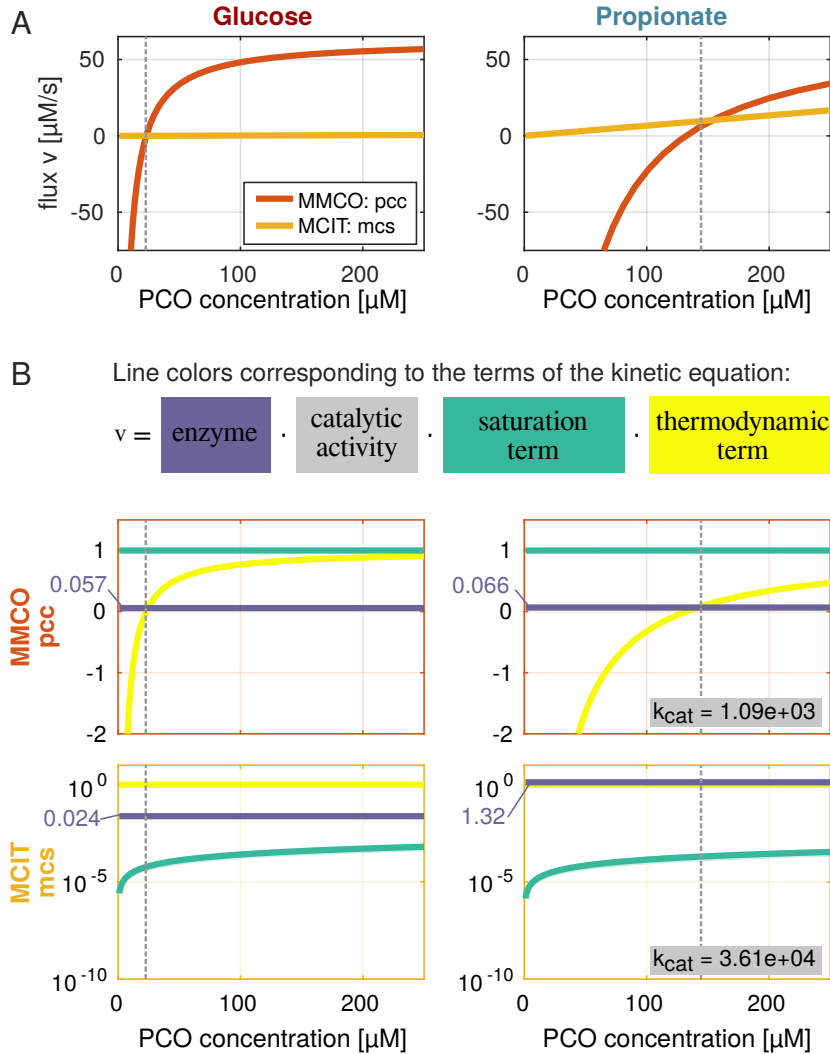 A
Glucose
Propionate
flux v [µM/s]
50
0
-50
MMCO: pcc
MCIT: mcs
0
100
200
PCO concentration [µM]
50
0
-50
0
100
200
PCO concentration [µM]
B
Line colors corresponding to the terms of the kinetic equation:
v = enzyme · catalytic activity · saturation term · thermodynamic term
MMCO
pcc
1
0.057
0
-1
-2
1
0.066
0
-1
-2
k_cat = 1.09e+03
MCIT
mcs
10^0
0.024
10^-5
10^-10
0
100
200
PCO concentration [µM]
10^0
1.32
10^-5
10^-10
k_cat = 3.61e+04
0
100
200
PCO concentration [µM]